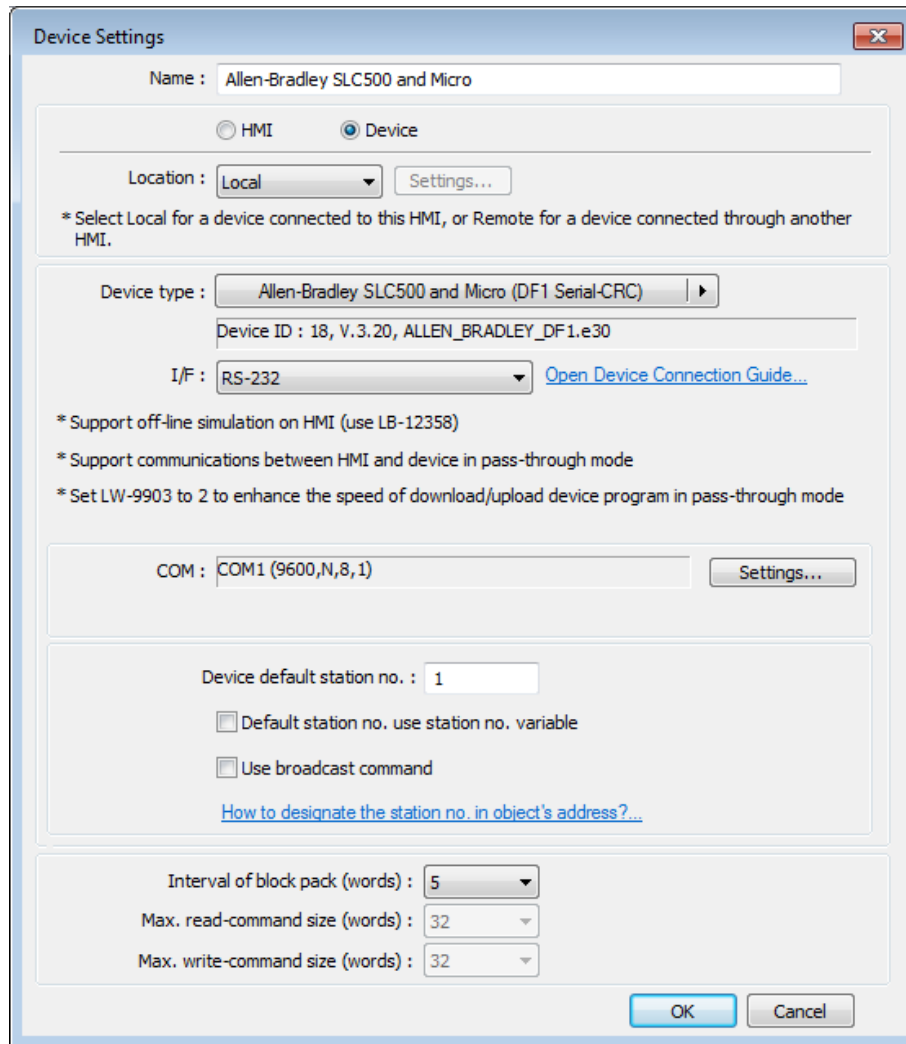 Device Settings
Name : Allen-Bradley SLC500 and Micro
HMI Device
Location : Local Settings...
* Select Local for a device connected to this HMI, or Remote for a device connected through another
HMI.
Device type : Allen-Bradley SLC500 and Micro (DF1 Serial-CRC)
Device ID : 18, V.3.20, ALLEN_BRADLEY_DF1.e30
I/F : RS-232 Open Device Connection Guide...
* Support off-line simulation on HMI (use LB-12358)
* Support communications between HMI and device in pass-through mode
* Set LW-9903 to 2 to enhance the speed of download/upload device program in pass-through mode
COM : COM1 (9600,N,8,1) Settings...
Device default station no. : 1
Default station no. use station no. variable
Use broadcast command
How to designate the station no. in object's address?...
Interval of block pack (words) : 5
Max. read-command size (words) : 32
Max. write-command size (words) : 32
OK Cancel